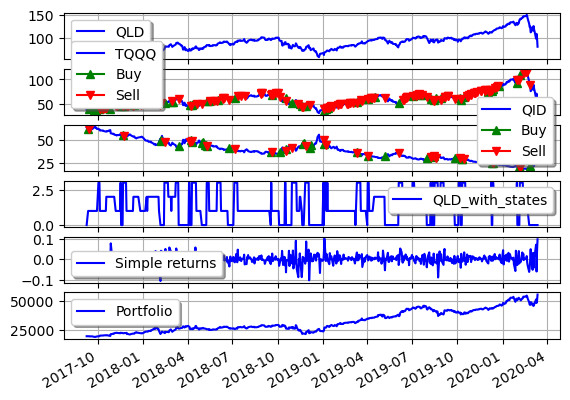 150
QLD
100
TQQQ
100
Buy
50
Sell
QID
50
Buy
25
Sell
2.5
QLD_with_states
0.0
0.1
0.0
Simple returns
-0.1
50000
Portfolio
25000
2017-10 2018-01 2018-04 2018-07 2018-10 2019-01 2019-04 2019-07 2019-10 2020-01 2020-04